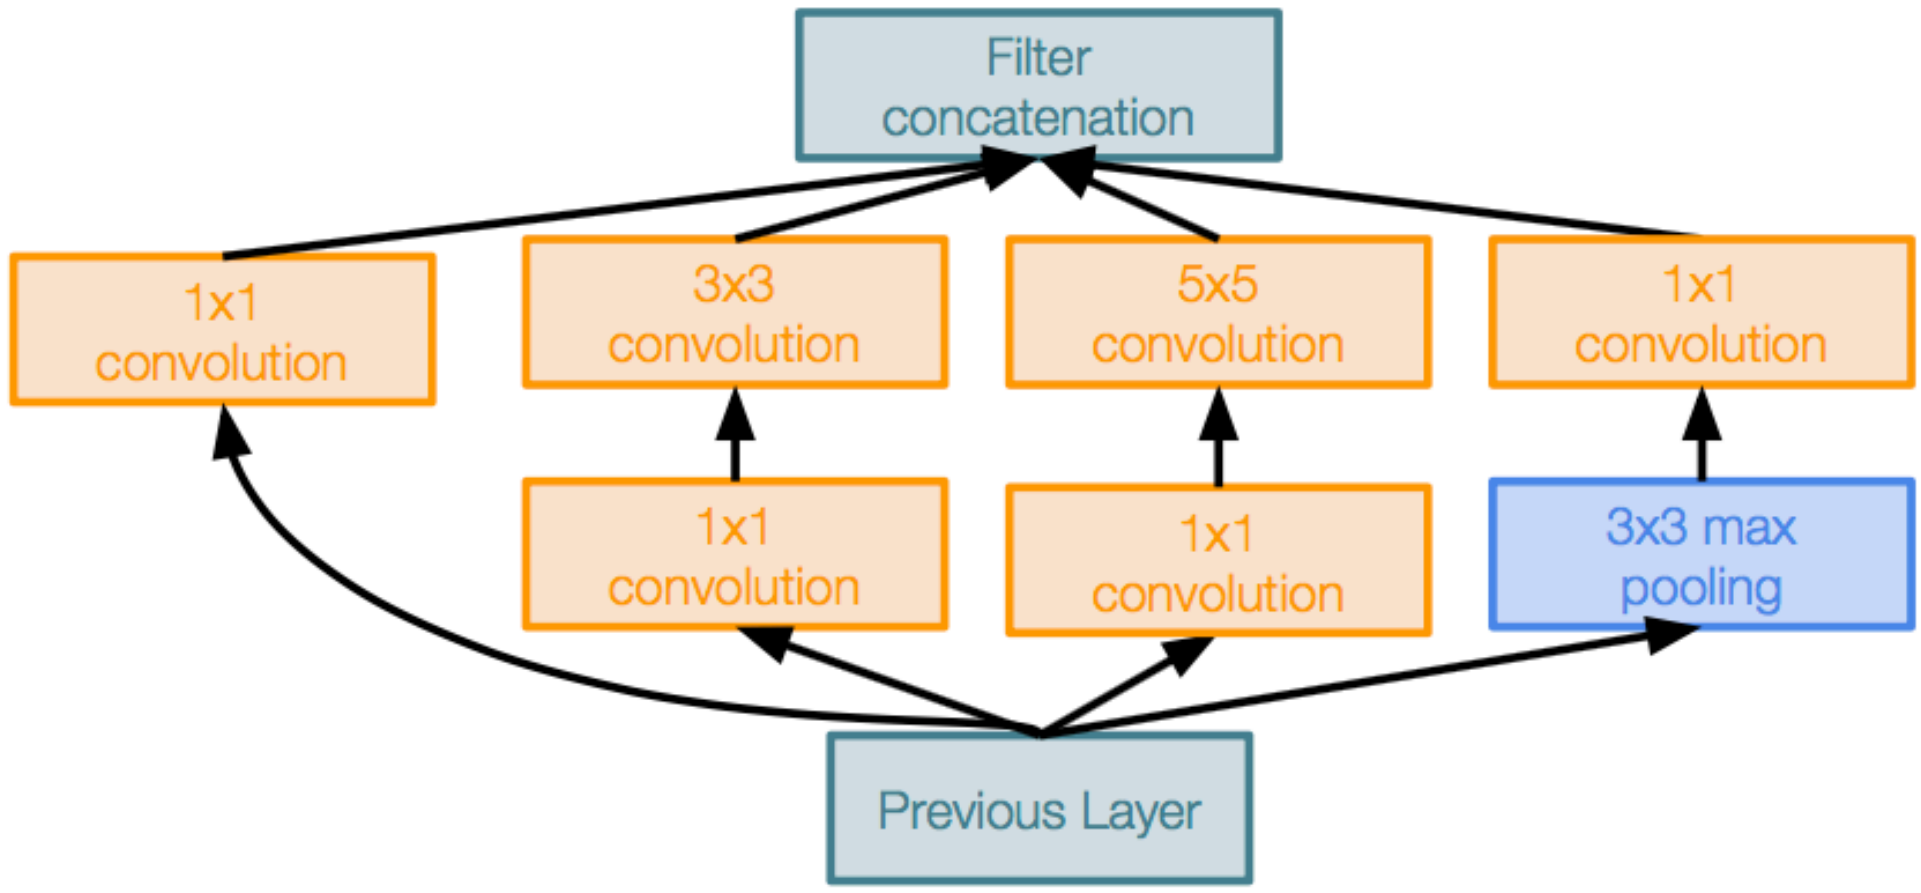 Filter
concatenation
1x1
convolution
3x3
convolution
5x5
convolution
1x1
convolution
1x1
convolution
1x1
convolution
3x3 max
pooling
Previous Layer